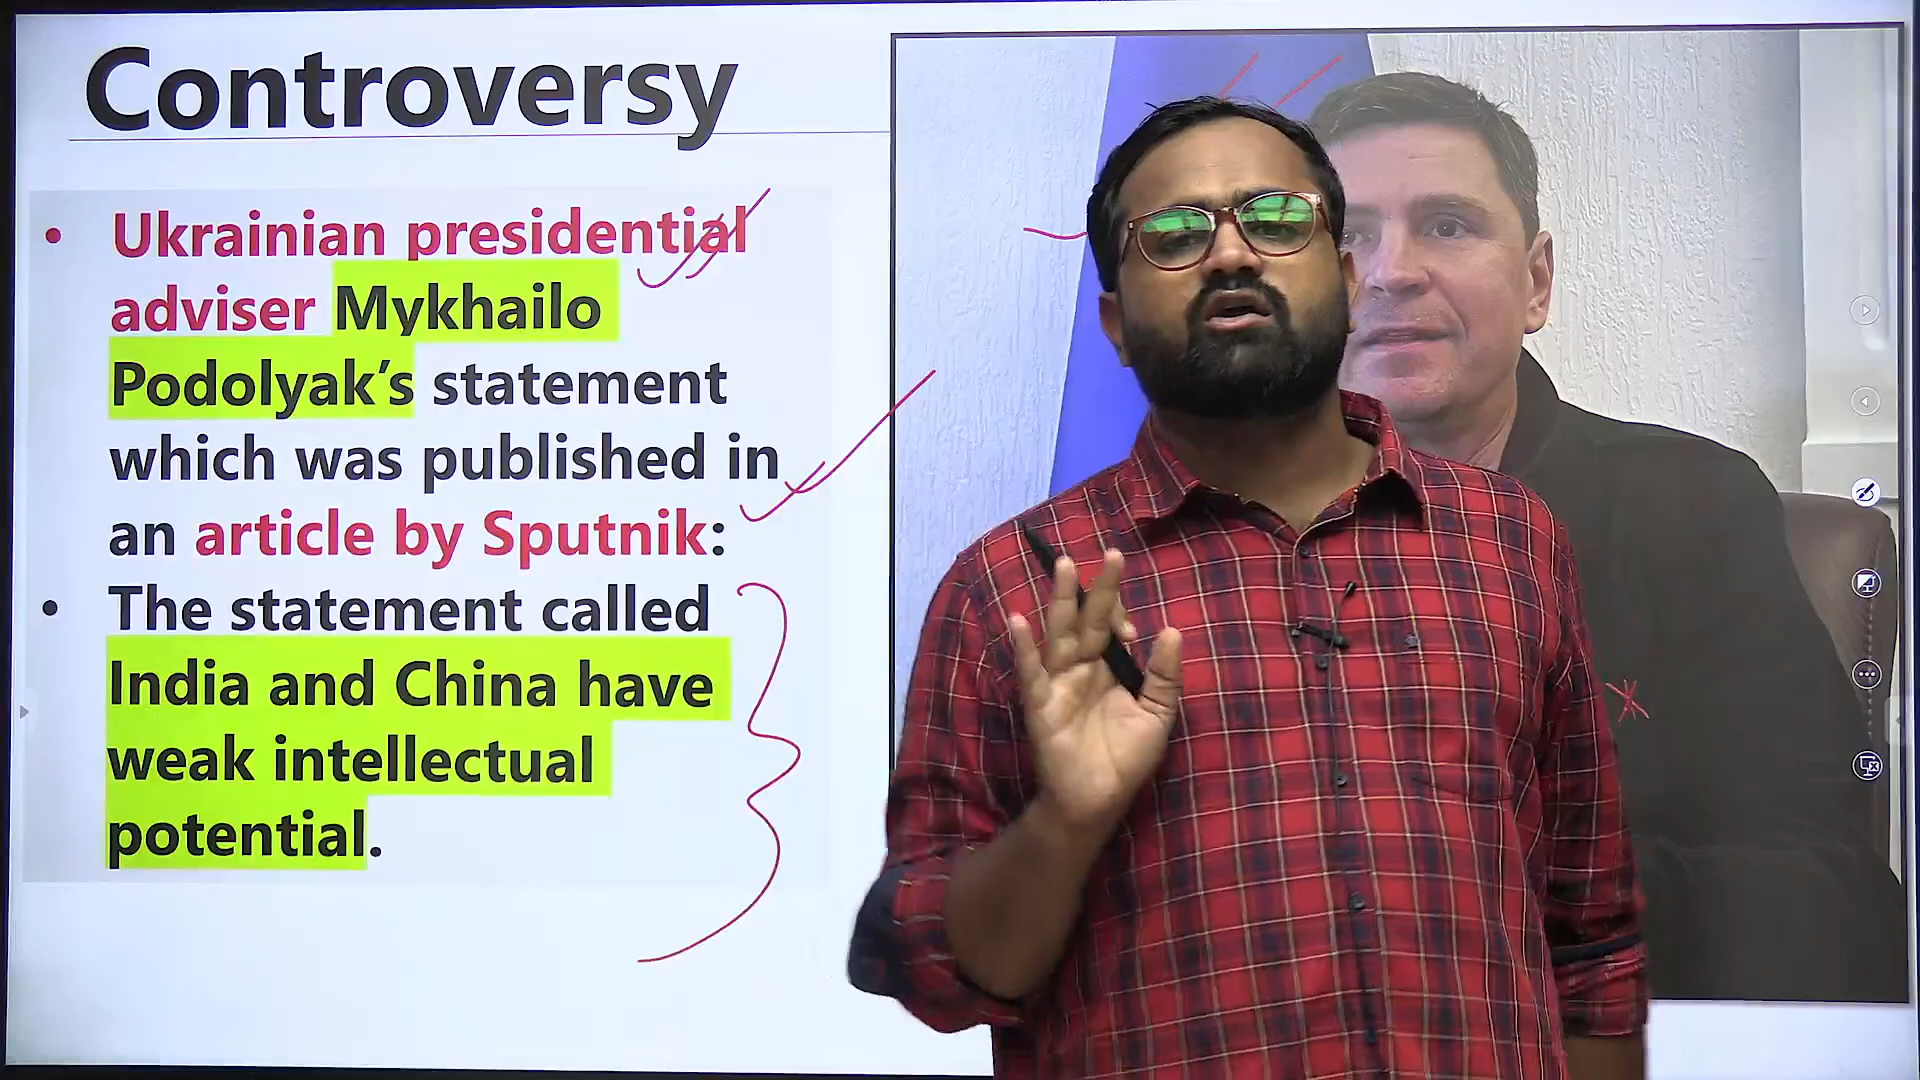 Controversy
• Ukrainian presidential
adviser Mykhailo
Podolyak’s statement
which was published in
an article by Sputnik:
• The statement called
India and China have
weak intellectual
potential.